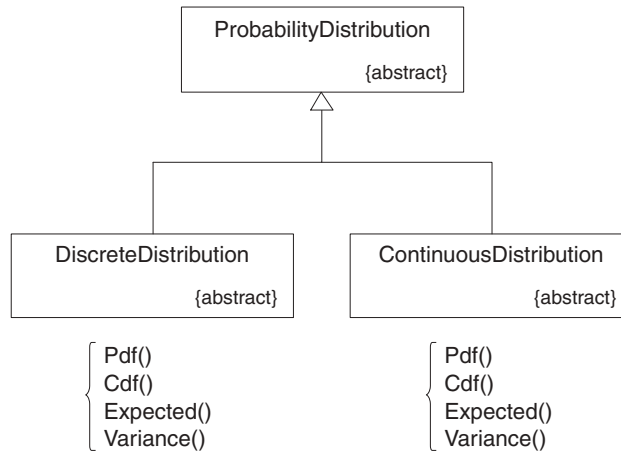 ProbabilityDistribution
{abstract}
DiscreteDistribution
{abstract}
ContinuousDistribution
{abstract}
Pdf()
Cdf()
Expected()
Variance()
Pdf()
Cdf()
Expected()
Variance()